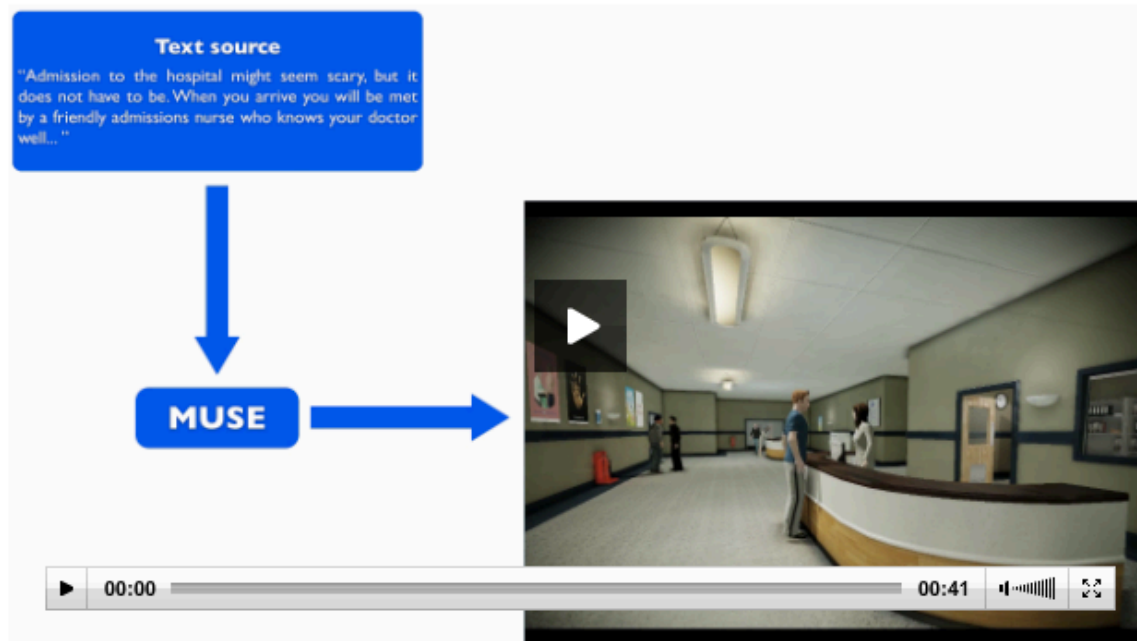 Text source
“Admission to the hospital might seem scary, but it
does not have to be. When you arrive you will be met
by a friendly admissions nurse who knows your doctor
well... ”
MUSE
00:00
00:41